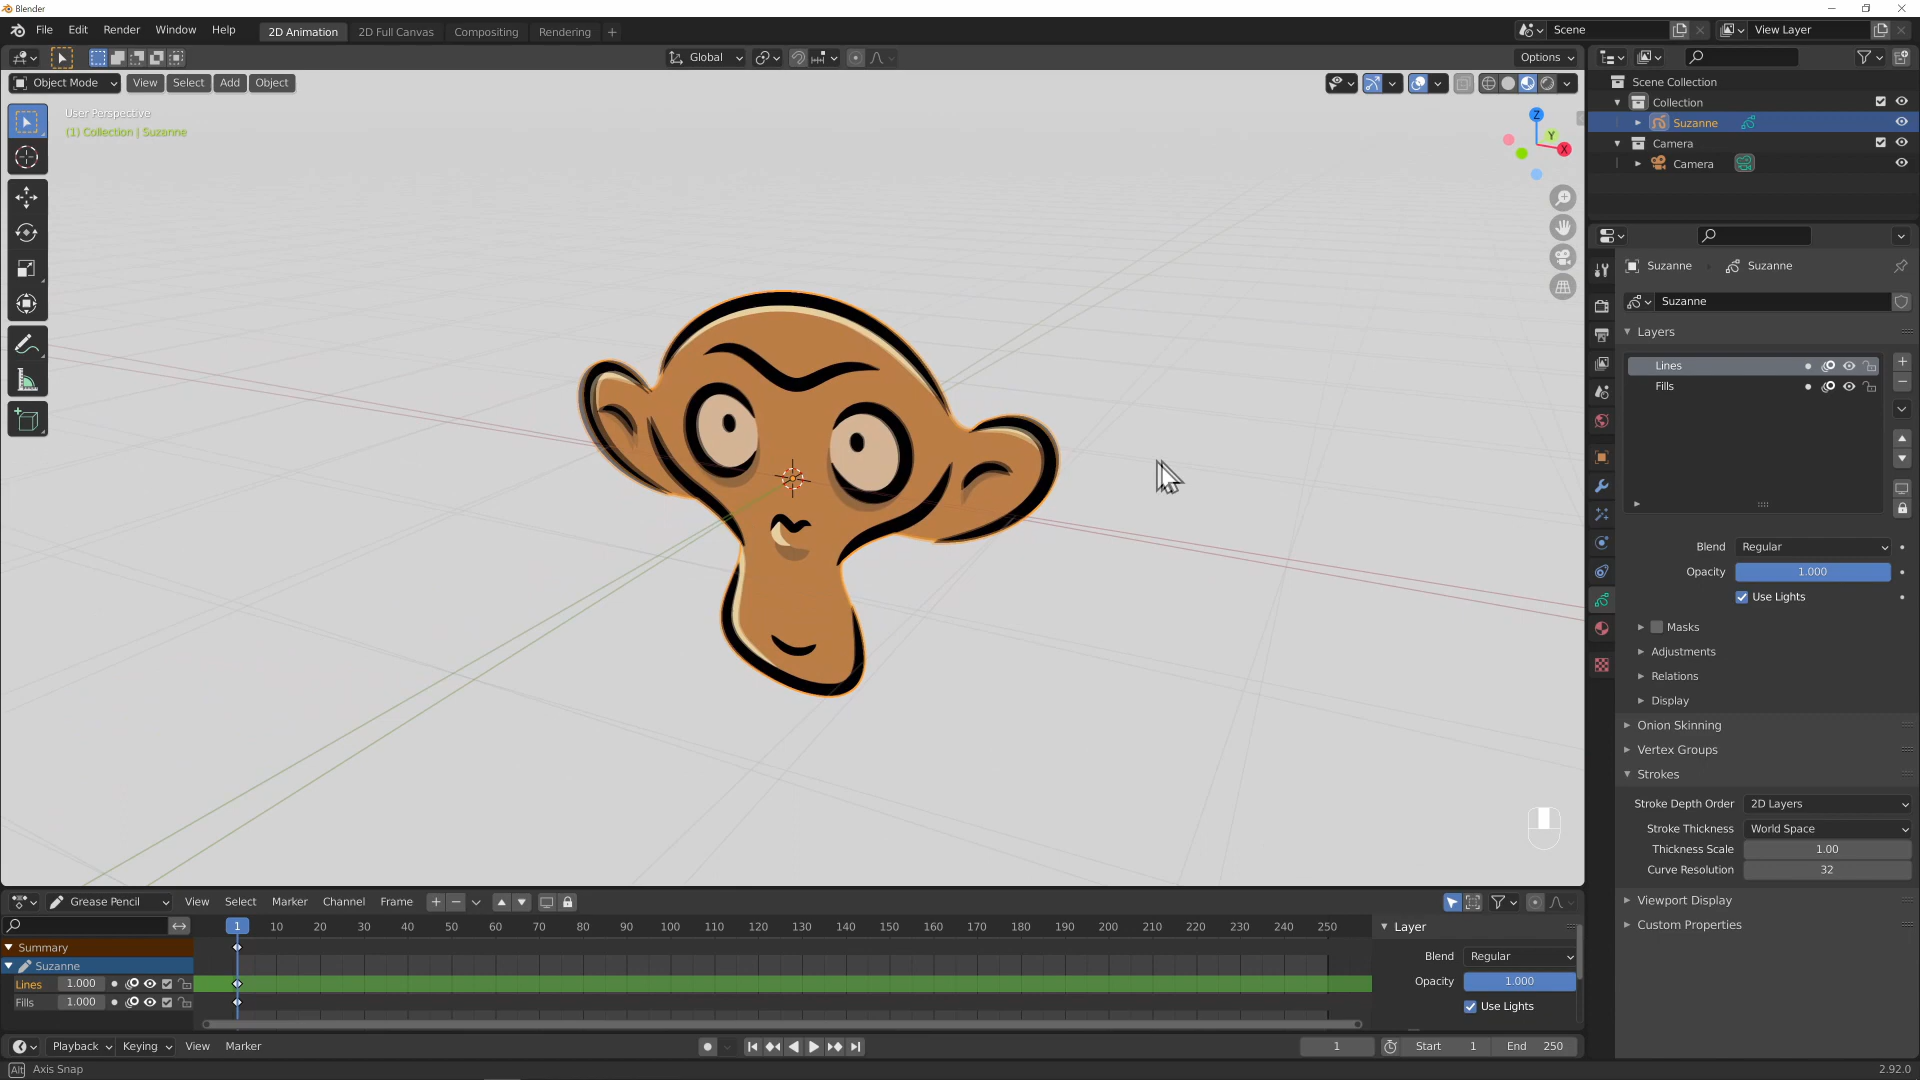 Blender
File Edit Render Window Help 2D Animation 2D Full Canvas Compositing Rendering + Scene View Layer
Global Options
Object Mode View Select Add Object
User Perspective
(1) Collection | Suzanne
Z
Y
X
Scene Collection
Collection
Suzanne
Camera
Camera
Suzanne Suzanne
Suzanne
Layers
Lines
Fills
Blend Regular
Opacity 1.000
Use Lights
Masks
Adjustments
Relations
Display
Onion Skinning
Vertex Groups
Strokes
Stroke Depth Order 2D Layers
Stroke Thickness World Space
Thickness Scale 1.00
Curve Resolution 32
Viewport Display
Custom Properties
Grease Pencil View Select Marker Channel Frame
1 10 20 30 40 50 60 70 80 90 100 110 120 130 140 150 160 170 180 190 200 210 220 230 240 250
Summary
Suzanne
Lines 1.000
Fills 1.000
Layer
Blend Regular
Opacity 1.000
Use Lights
Playback Keying View Marker 1 Start 1 End 250
Alt Axis Snap 2.92.0